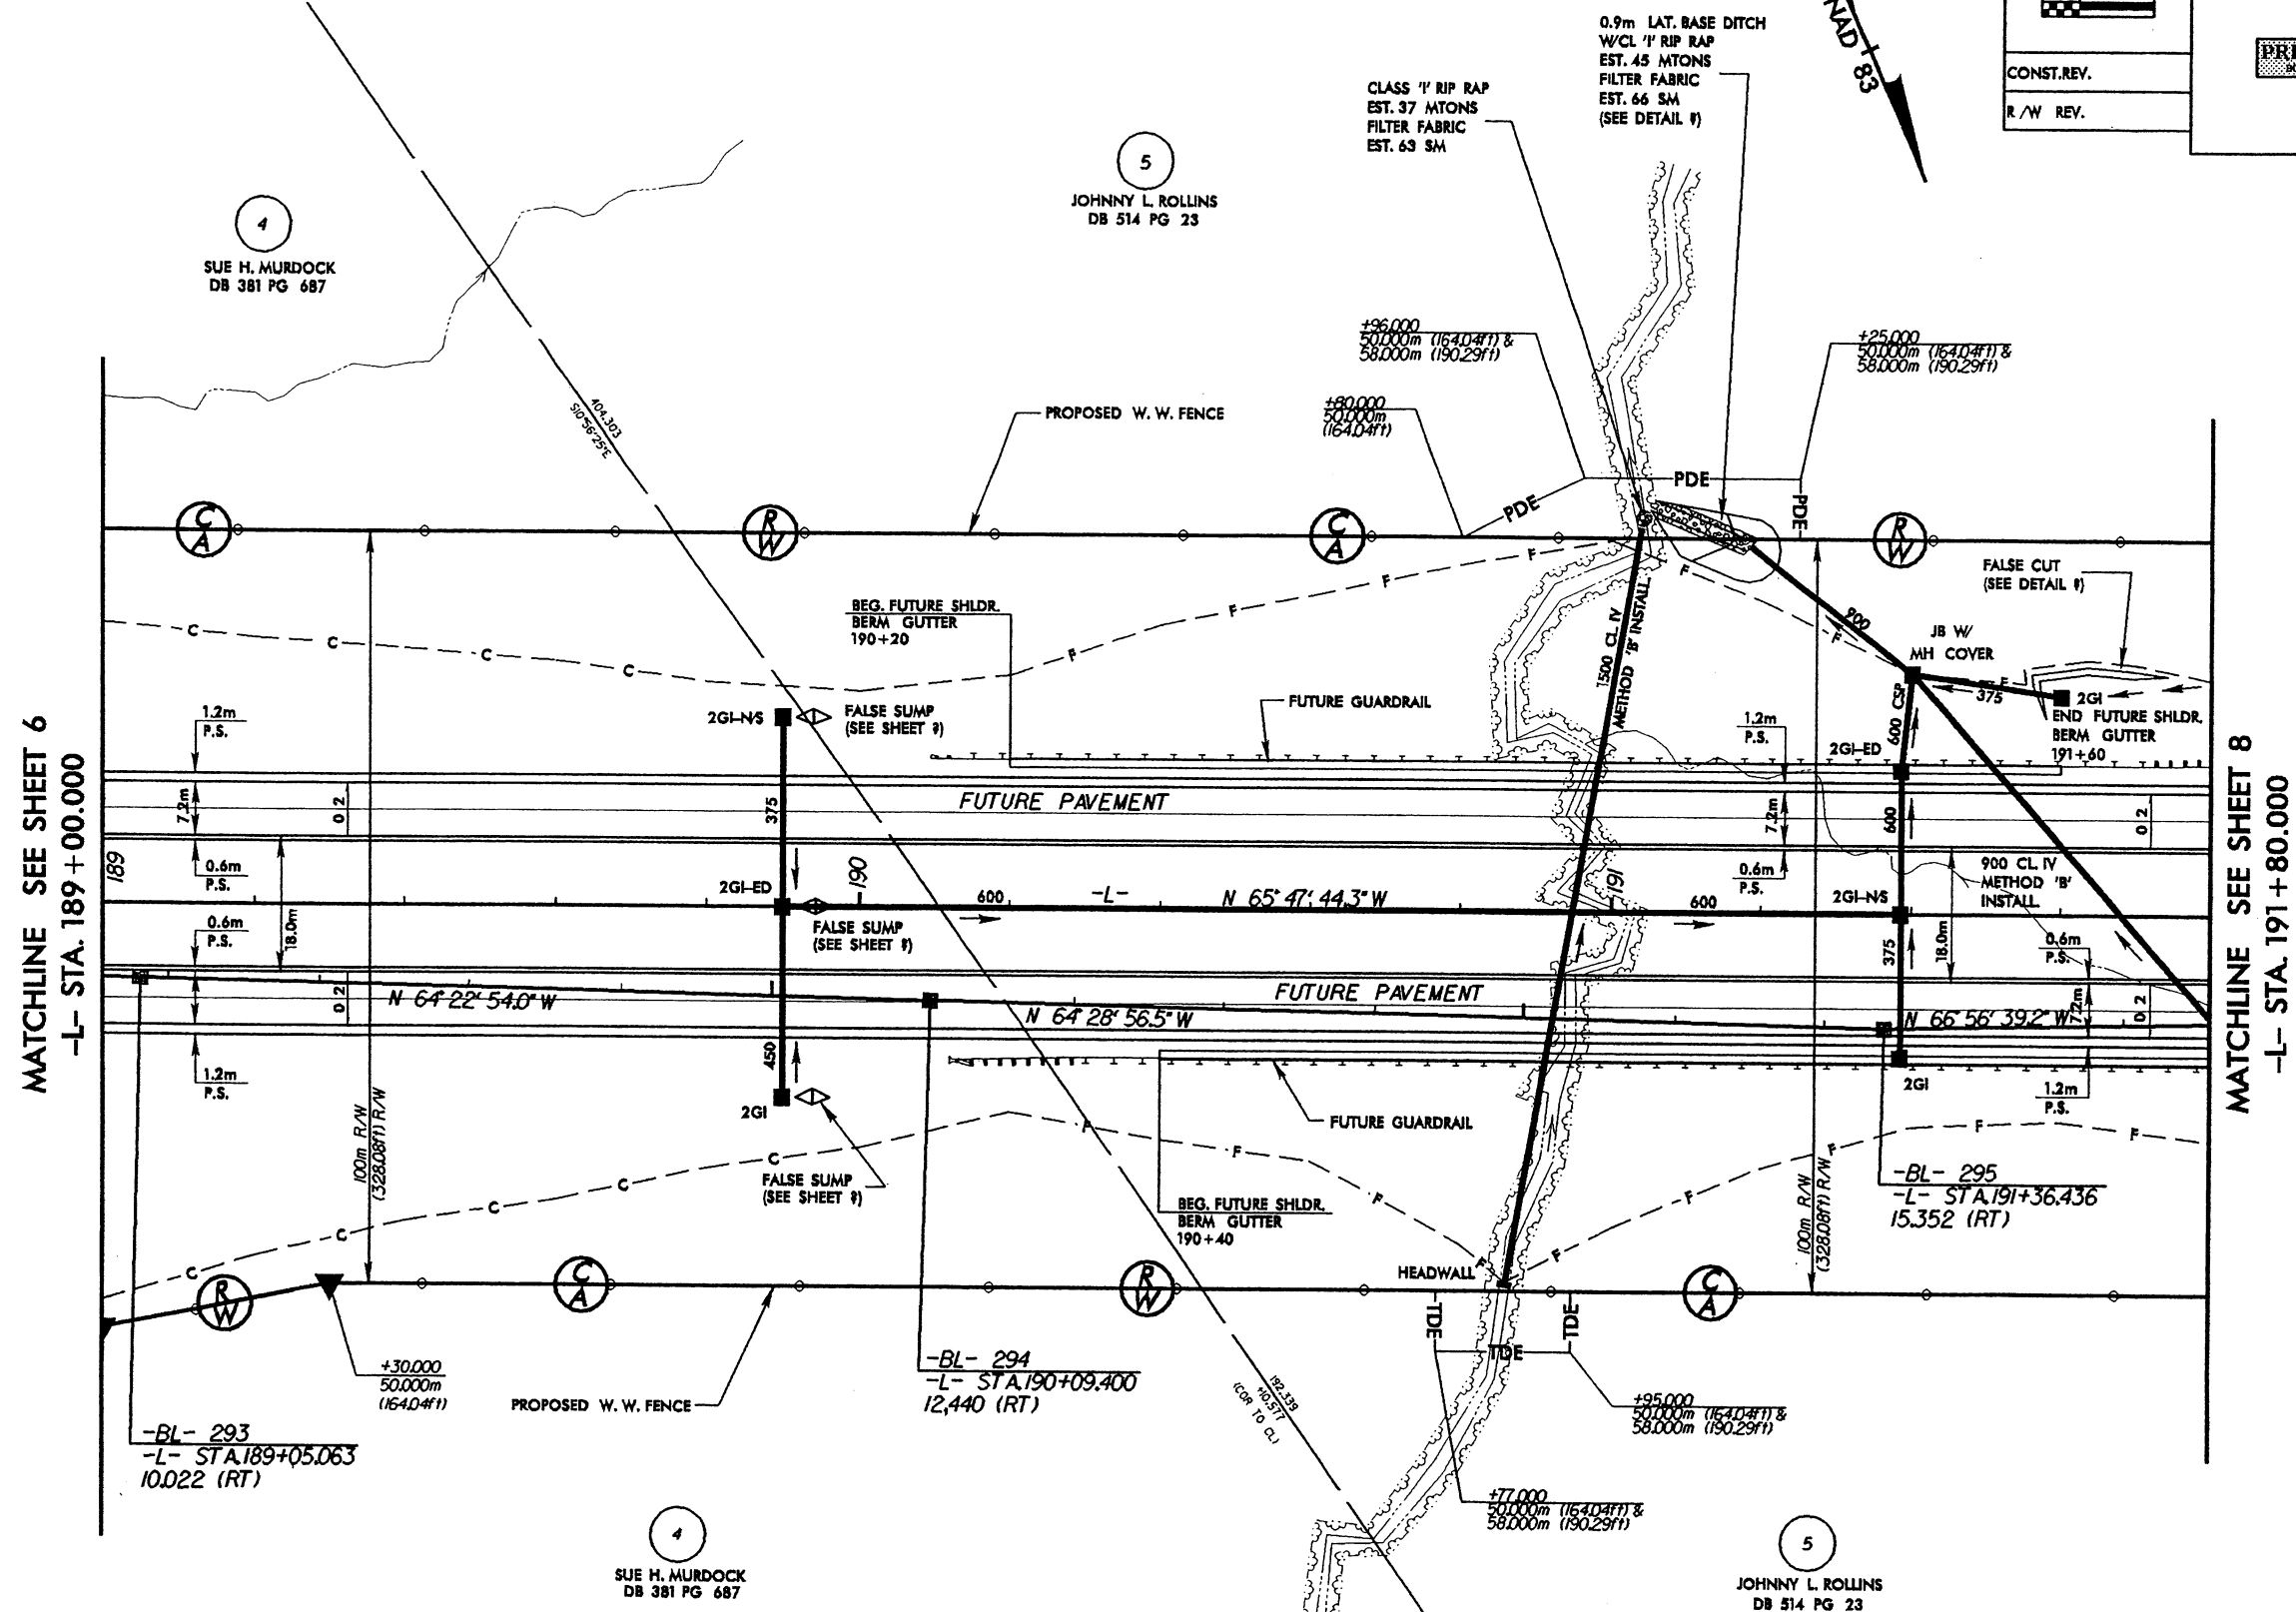 0.9m LAT. BASE DITCH
W/CL 'I' RIP RAP
EST. 45 MTONS
FILTER FABRIC
EST. 66 SM
(SEE DETAIL #)
NAD 83
CONST.REV.
R/W REV.
CLASS 'I' RIP RAP
EST. 37 MTONS
FILTER FABRIC
EST. 63 SM
4
SUE H. MURDOCK
DB 381 PG 687
5
JOHNNY L. ROLLINS
DB 514 PG 23
+96.000
50.000m (164.04ft) &
58.000m (190.29ft)
+25.000
50.000m (164.04ft) &
58.000m (190.29ft)
+80.000
50.000m
(164.04ft)
404.303
S10°56'25"E
PROPOSED W. W. FENCE
PDE
PDE
PDE
C
A
R
W
C
A
R
W
FALSE CUT
(SEE DETAIL #)
BEG. FUTURE SHLDR.
BERM GUTTER
190+20
1500 CL. IV
METHOD 'B' INSTALL.
900
JB W/
MH COVER
375
2GI
END FUTURE SHLDR.
BERM GUTTER
191+60
600 CSP
C
C
C
C
F
F
F
F
F
F
F
1.2m
P.S.
2GI-N/S
FALSE SUMP
(SEE SHEET #)
FUTURE GUARDRAIL
1.2m
P.S.
2GI-ED
MATCHLINE SEE SHEET 6
-L- STA. 189+00.000
7.2m
0 2
375
FUTURE PAVEMENT
7.2m
600
0 2
189
0.6m
P.S.
2GI-ED
190
600
-L-
N 65° 47' 44.3" W
191
0.6m
P.S.
600
2GI-N/S
900 CL. IV
METHOD 'B'
INSTALL.
0.6m
P.S.
18.0m
FALSE SUMP
(SEE SHEET #)
375
18.0m
0.6m
P.S.
0 2
N 64° 22' 54.0" W
FUTURE PAVEMENT
N 64° 28' 56.5" W
N 66° 56' 39.2" W
7.2m
0 2
MATCHLINE SEE SHEET 8
-L- STA. 191+80.000
1.2m
P.S.
450
2GI
2GI
1.2m
P.S.
FUTURE GUARDRAIL
100m R/W
(328.08ft) R/W
FALSE SUMP
(SEE SHEET #)
C
C
C
C
C
F
F
F
F
F
F
F
F
F
BEG. FUTURE SHLDR.
BERM GUTTER
190+40
-BL- 295
-L- STA.191+36.436
15.352 (RT)
100m R/W
(328.08ft) R/W
HEADWALL
R
W
C
A
R
W
C
A
TDE
TDE
TDE
+30.000
50.000m
(164.04ft)
PROPOSED W. W. FENCE
-BL- 294
-L- STA.190+09.400
12,440 (RT)
192.339
+10.577
(COR TO CL)
+95.000
50.000m (164.04ft) &
58.000m (190.29ft)
-BL- 293
-L- STA.189+05.063
10.022 (RT)
+77.000
50.000m (164.04ft) &
58.000m (190.29ft)
4
SUE H. MURDOCK
DB 381 PG 687
5
JOHNNY L. ROLLINS
DB 514 PG 23